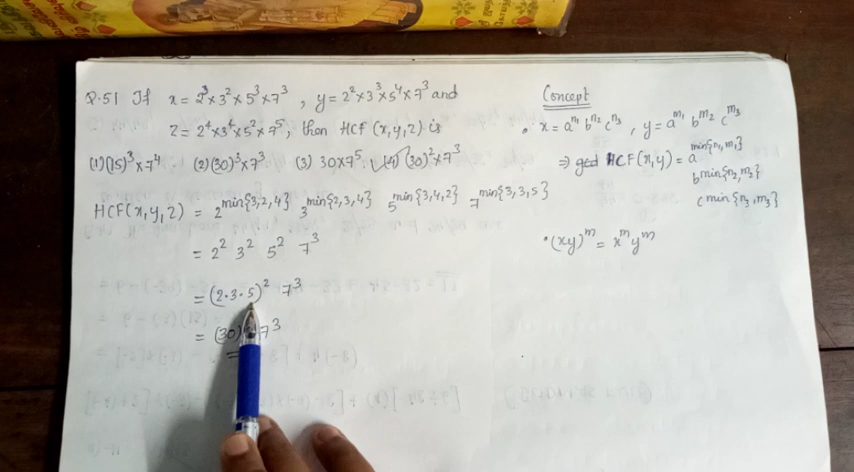 Q.51 If x = 2³ × 3² × 5³ × 7³ , y = 2² × 3³ × 5⁴ × 7³ and
z = 2⁴ × 3⁴ × 5² × 7⁵, then HCF (x, y, z) is
(1) (15)³ × 7⁴ (2) (30)³ × 7³ (3) 30 × 7⁵ (4) (30)² × 7³
HCF(x, y, z) = 2^min{3,2,4} 3^min{2,3,4} 5^min{3,4,2} 7^min{3,3,5}
= 2² 3² 5² 7³
= (2·3·5)² 7³
= (30) 7³
Concept
• x = a^n₁ b^n₂ c^n₃ , y = a^m₁ b^m₂ c^m₃
⇒ HCF(x,y) = a^min{n₁, m₁}
b^min{n₂, m₂}
c^min{n₃, m₃}
• (xy)^m = x^m y^m